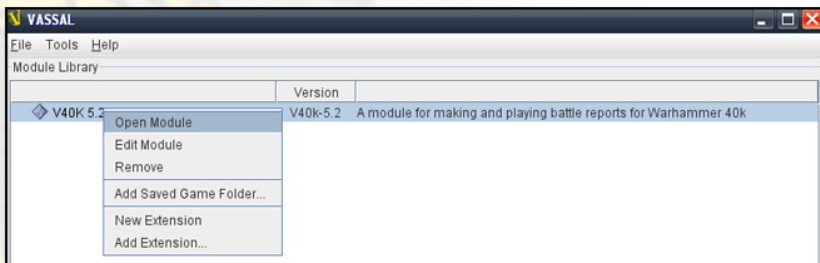 VASSAL
File Tools Help
Module Library
Version
V40K 5.2 V40k-5.2 A module for making and playing battle reports for Warhammer 40k
Open Module
Edit Module
Remove
Add Saved Game Folder...
New Extension
Add Extension...